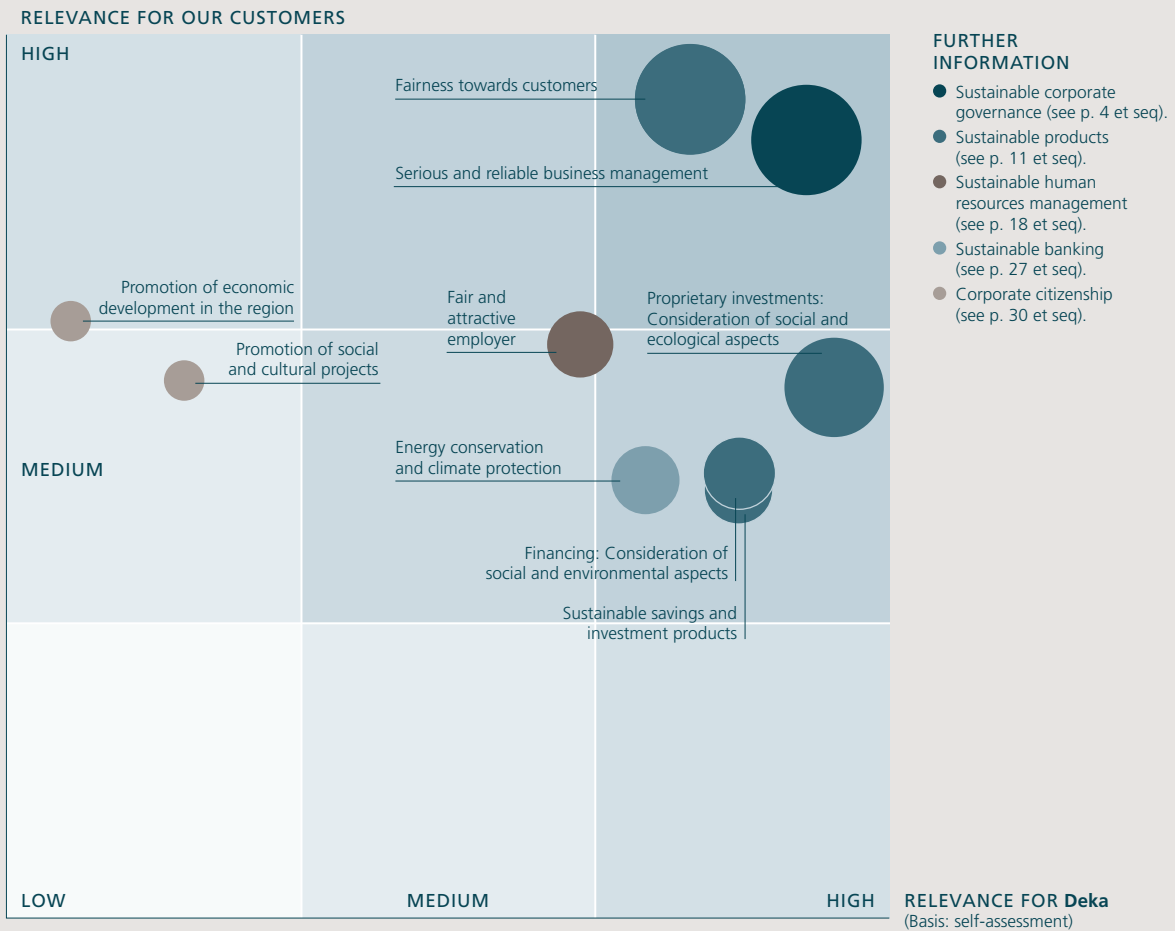 RELEVANCE FOR OUR CUSTOMERS
HIGH
Fairness towards customers
Serious and reliable business management
Promotion of economic
development in the region
Promotion of social
and cultural projects
Fair and
attractive
employer
Proprietary investments:
Consideration of social and
ecological aspects
MEDIUM
Energy conservation
and climate protection
Financing: Consideration of
social and environmental aspects
Sustainable savings and
investment products
LOW
MEDIUM
HIGH
RELEVANCE FOR Deka
(Basis: self-assessment)
FURTHER
INFORMATION
Sustainable corporate
governance (see p. 4 et seq).
Sustainable products
(see p. 11 et seq).
Sustainable human
resources management
(see p. 18 et seq).
Sustainable banking
(see p. 27 et seq).
Corporate citizenship
(see p. 30 et seq).